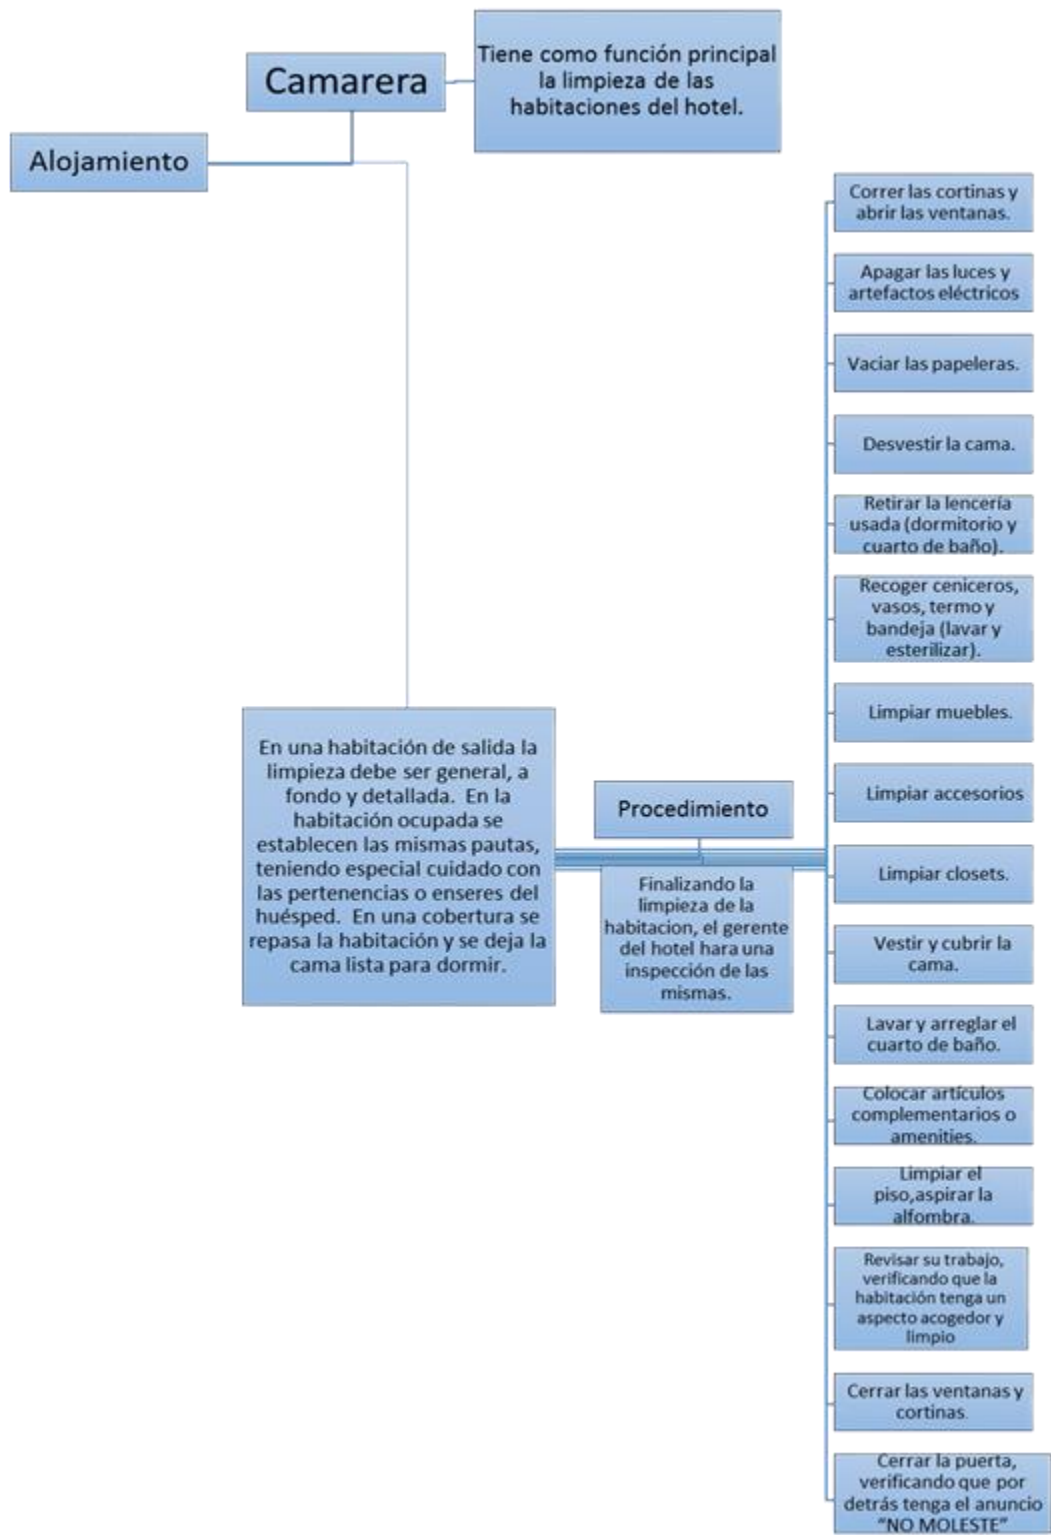 Camarera
Tiene como función principal
la limpieza de las
habitaciones del hotel.
Alojamiento
En una habitación de salida la
limpieza debe ser general, a
fondo y detallada.  En la
habitación ocupada se
establecen las mismas pautas,
teniendo especial cuidado con
las pertenencias o enseres del
huésped.  En una cobertura se
repasa la habitación y se deja la
cama lista para dormir.
Procedimiento
Finalizando la
limpieza de la
habitacion, el gerente
del hotel hara una
inspección de las
mismas.
Correr las cortinas y
abrir las ventanas.
Apagar las luces y
artefactos eléctricos
Vaciar las papeleras.
Desvestir la cama.
Retirar la lencería
usada (dormitorio y
cuarto de baño).
Recoger ceniceros,
vasos, termo y
bandeja (lavar y
esterilizar).
Limpiar muebles.
Limpiar accesorios
Limpiar closets.
Vestir y cubrir la
cama.
Lavar y arreglar el
cuarto de baño.
Colocar artículos
complementarios o
amenities.
Limpiar el
piso,aspirar la
alfombra.
Revisar su trabajo,
verificando que la
habitación tenga un
aspecto acogedor y
limpio
Cerrar las ventanas y
cortinas.
Cerrar la puerta,
verificando que por
detrás tenga el anuncio
“NO MOLESTE”